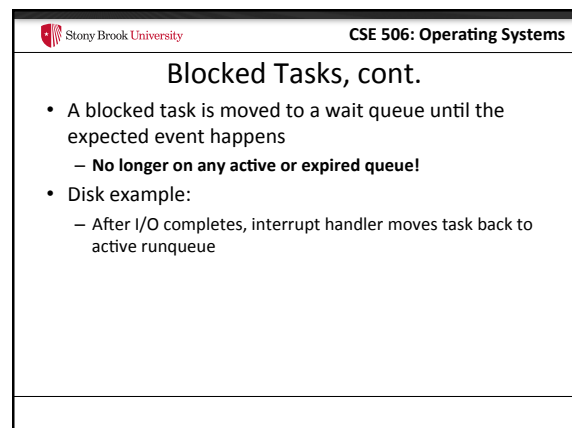 Stony Brook University
CSE 506: Operating Systems
Blocked Tasks, cont.
• A blocked task is moved to a wait queue until the
expected event happens
– No longer on any active or expired queue!
• Disk example:
– After I/O completes, interrupt handler moves task back to
active runqueue